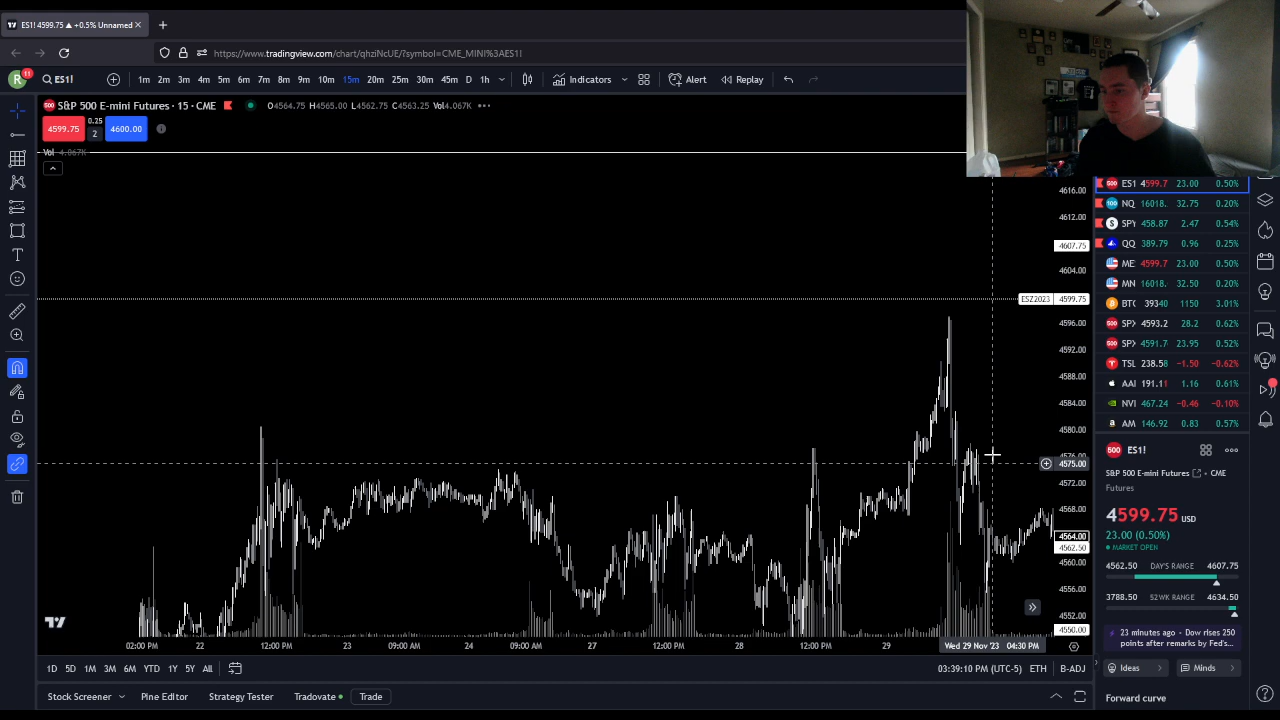 ES1! 4599.75 ▲ +0.5% Unnamed
https://www.tradingview.com/chart/qhziNcUE/?symbol=CME_MINI%3AES1!
R 11 ES1! 1m 2m 3m 4m 5m 6m 7m 8m 9m 10m 15m 20m 25m 30m 45m D 1h Indicators Alert Replay
500 S&P 500 E-mini Futures · 15 · CME O4564.75 H4565.00 L4562.75 C4563.25 Vol4.067K
4599.75 0.25 2 4600.00
Vol 4.067K
4616.00
4612.00
4607.75
4604.00
ESZ2023 4599.75
4596.00
4592.00
4588.00
4584.00
4580.00
4576.00
4575.00
4572.00
4568.00
4564.00
4562.50
4560.00
4556.00
4552.00
4550.00
02:00 PM 22 12:00 PM 23 09:00 AM 24 09:00 AM 27 12:00 PM 28 12:00 PM 29 Wed 29 Nov '23 04:30 PM
1D 5D 1M 3M 6M YTD 1Y 5Y All 03:39:10 PM (UTC-5) ETH B-ADJ
Stock Screener Pine Editor Strategy Tester Tradovate Trade
500 ES1 4599.7 23.00 0.50%
100 NQ 16018. 32.75 0.20%
S SPY 458.87 2.47 0.54%
QQ 389.79 0.96 0.25%
ME 4599.7 23.00 0.50%
MN 16018. 32.50 0.20%
BTC 39340 1150 3.01%
500 SPX 4593.2 28.2 0.62%
500 SPX 4591.7 23.95 0.52%
TSL 238.58 −1.50 −0.62%
AAI 191.11 1.16 0.61%
NVI 467.24 −0.46 −0.10%
AM 146.92 0.83 0.57%
500 ES1!
S&P 500 E-mini Futures · CME
Futures
4599.75 USD
23.00 (0.50%)
MARKET OPEN
4562.50 DAY'S RANGE 4607.75
3788.50 52WK RANGE 4634.50
23 minutes ago · Dow rises 250
points after remarks by Fed's...
Ideas Minds
Forward curve